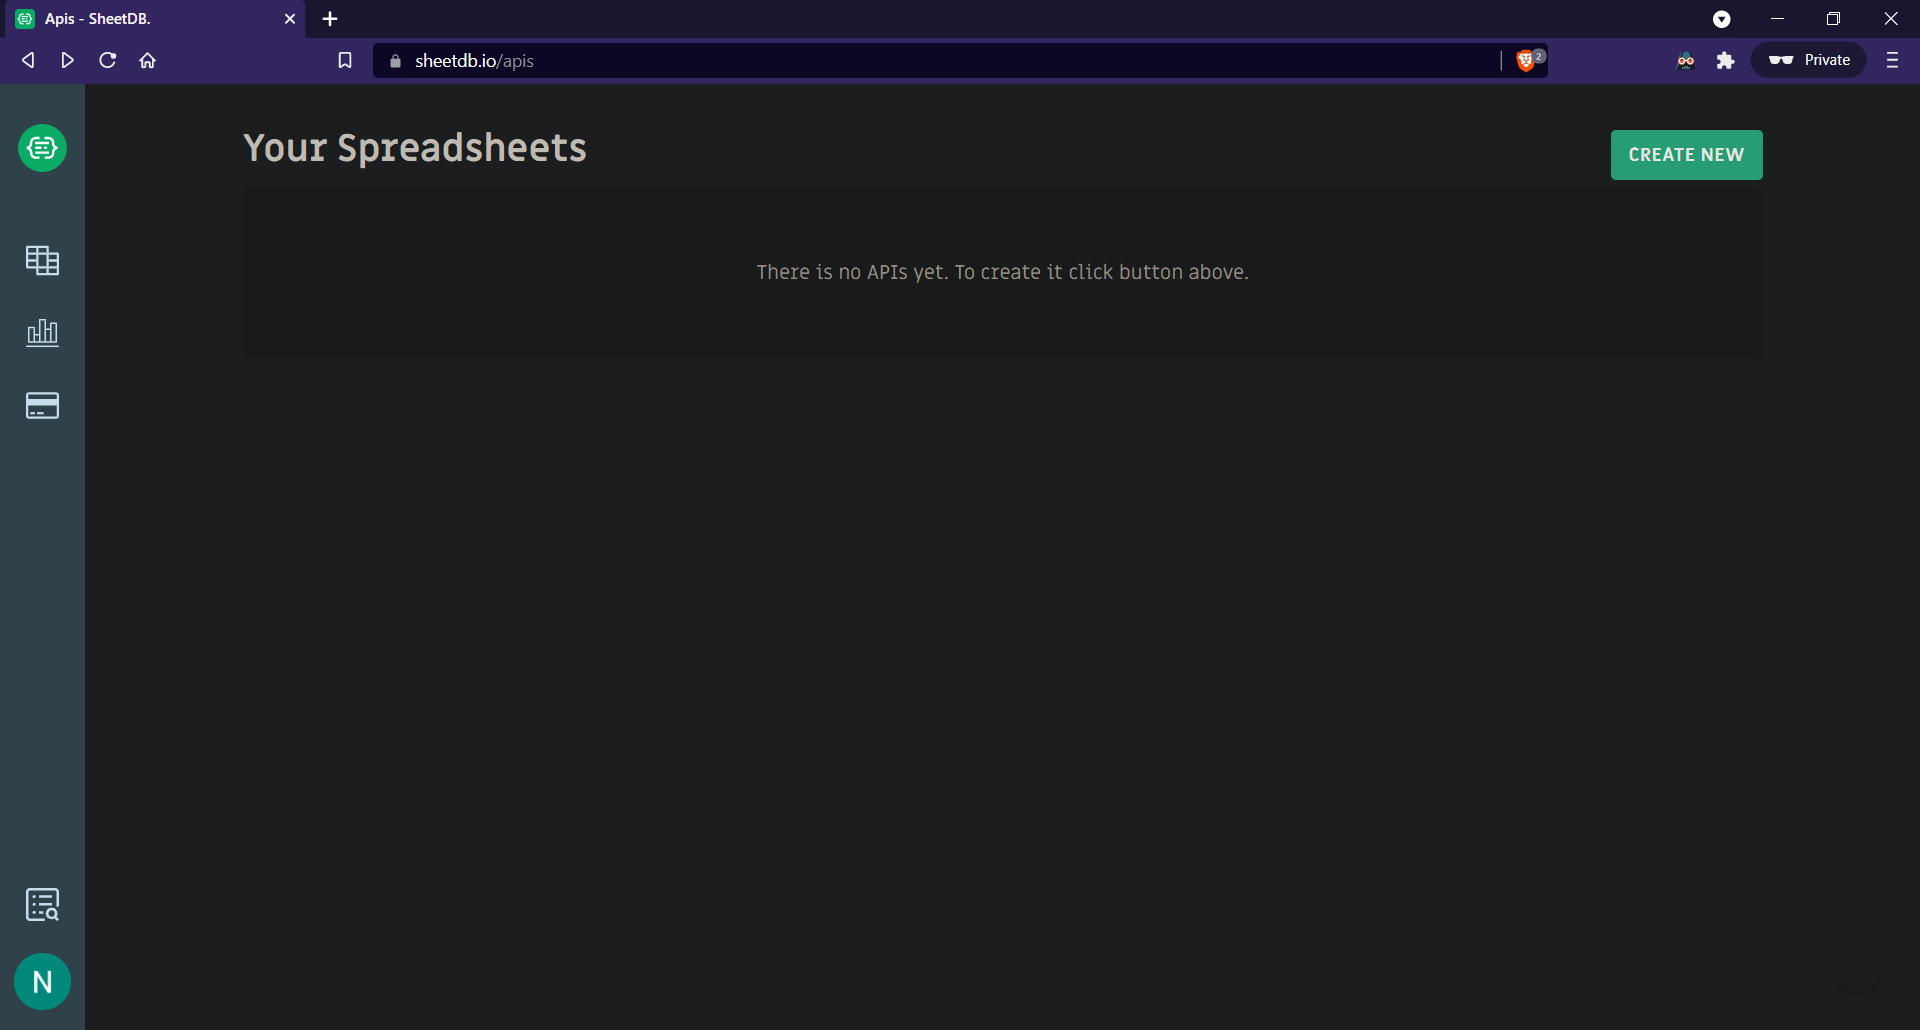 Apis - SheetDB.
sheetdb.io/apis
2
Private
Your Spreadsheets
CREATE NEW
There is no APIs yet. To create it click button above.
N